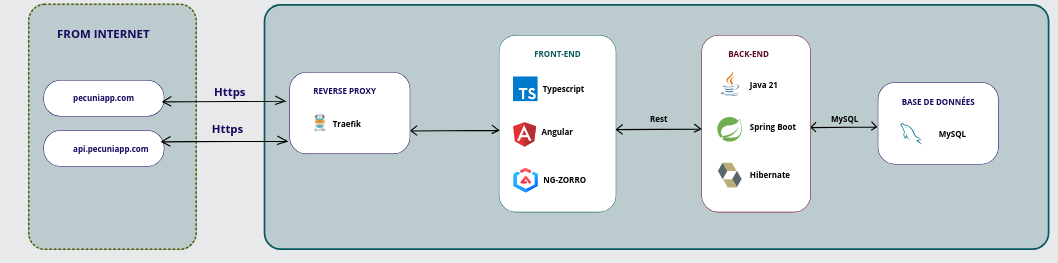 FROM INTERNET
pecuniapp.com
api.pecuniapp.com
Https
Https
REVERSE PROXY
Traefik
FRONT-END
TS
Typescript
Angular
NG-ZORRO
Rest
BACK-END
Java 21
Spring Boot
Hibernate
MySQL
BASE DE DONNÉES
MySQL